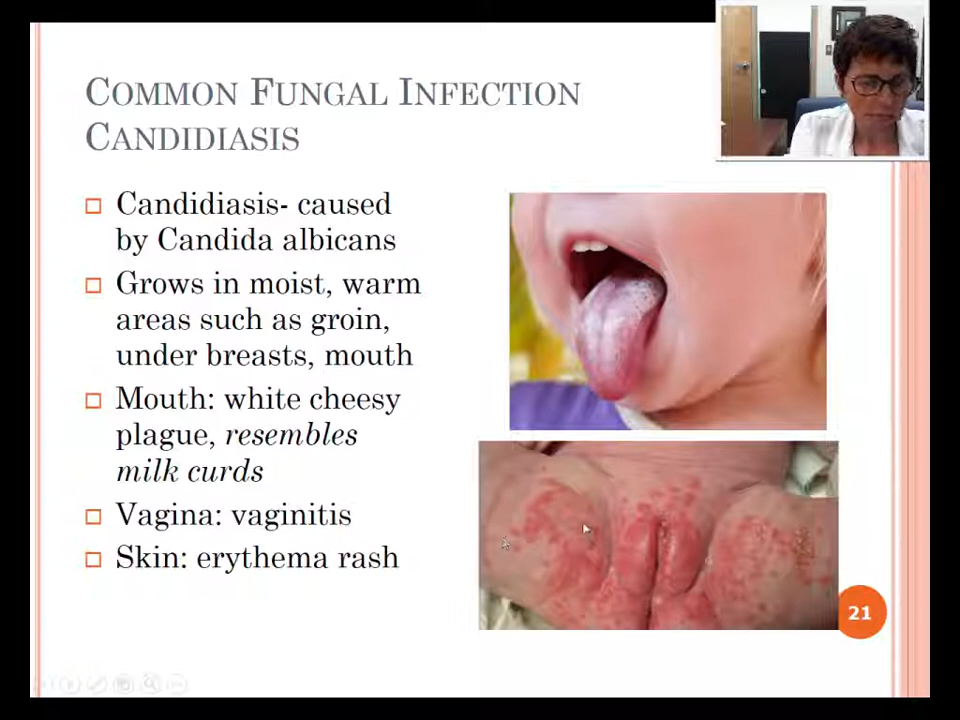 COMMON FUNGAL INFECTION
CANDIDIASIS
Candidiasis- caused
by Candida albicans
Grows in moist, warm
areas such as groin,
under breasts, mouth
Mouth: white cheesy
plague, resembles
milk curds
Vagina: vaginitis
Skin: erythema rash
21